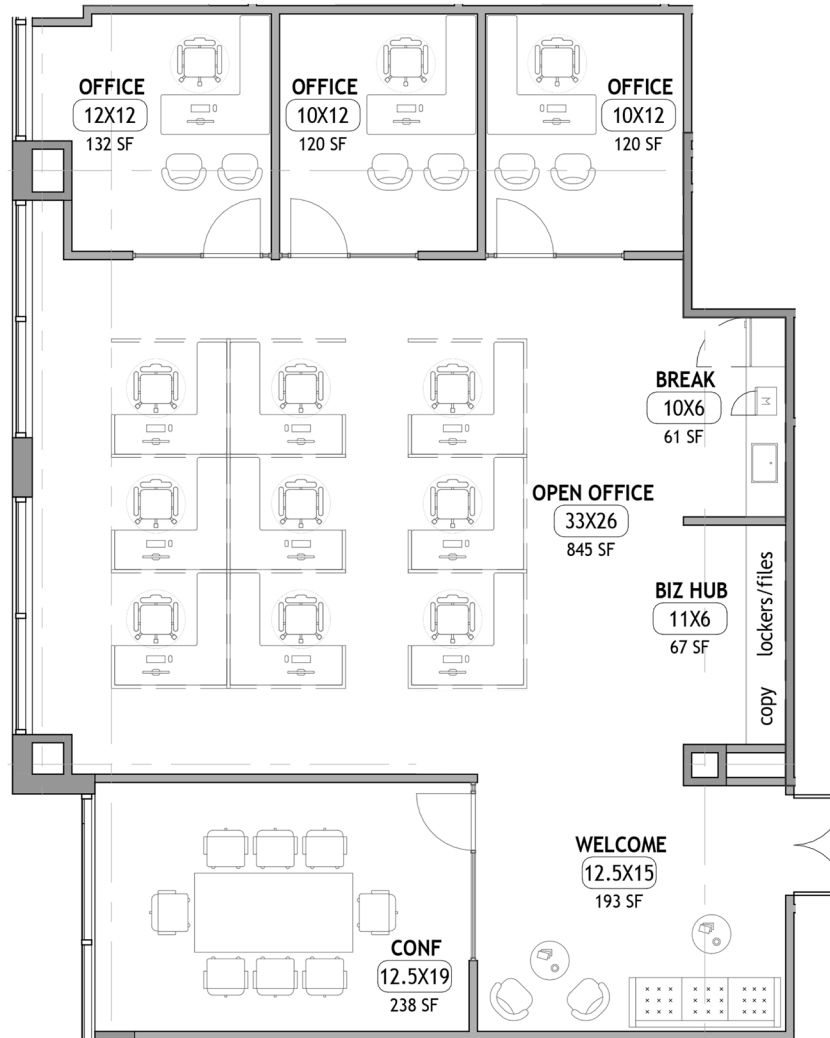 OFFICE
12X12
132 SF
OFFICE
10X12
120 SF
OFFICE
10X12
120 SF
BREAK
10X6
61 SF
M
OPEN OFFICE
33X26
845 SF
BIZ HUB
11X6
67 SF
lockers/files
copy
WELCOME
12.5X15
193 SF
CONF
12.5X19
238 SF